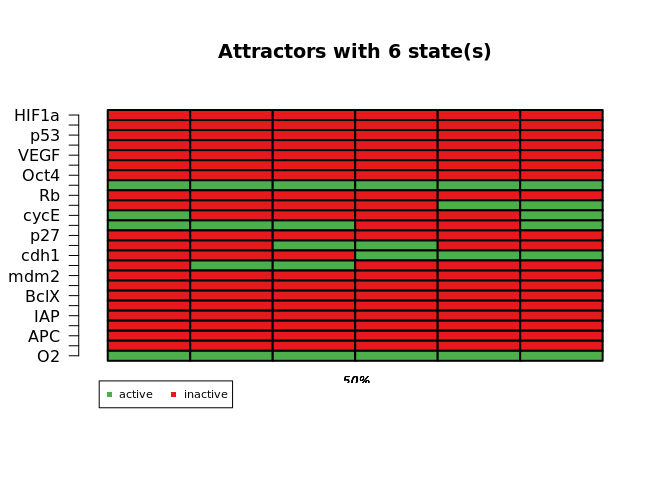 Attractors with 6 state(s)
HIF1a
p53
VEGF
Oct4
Rb
cycE
p27
cdh1
mdm2
BclX
IAP
APC
O2
50%
active inactive